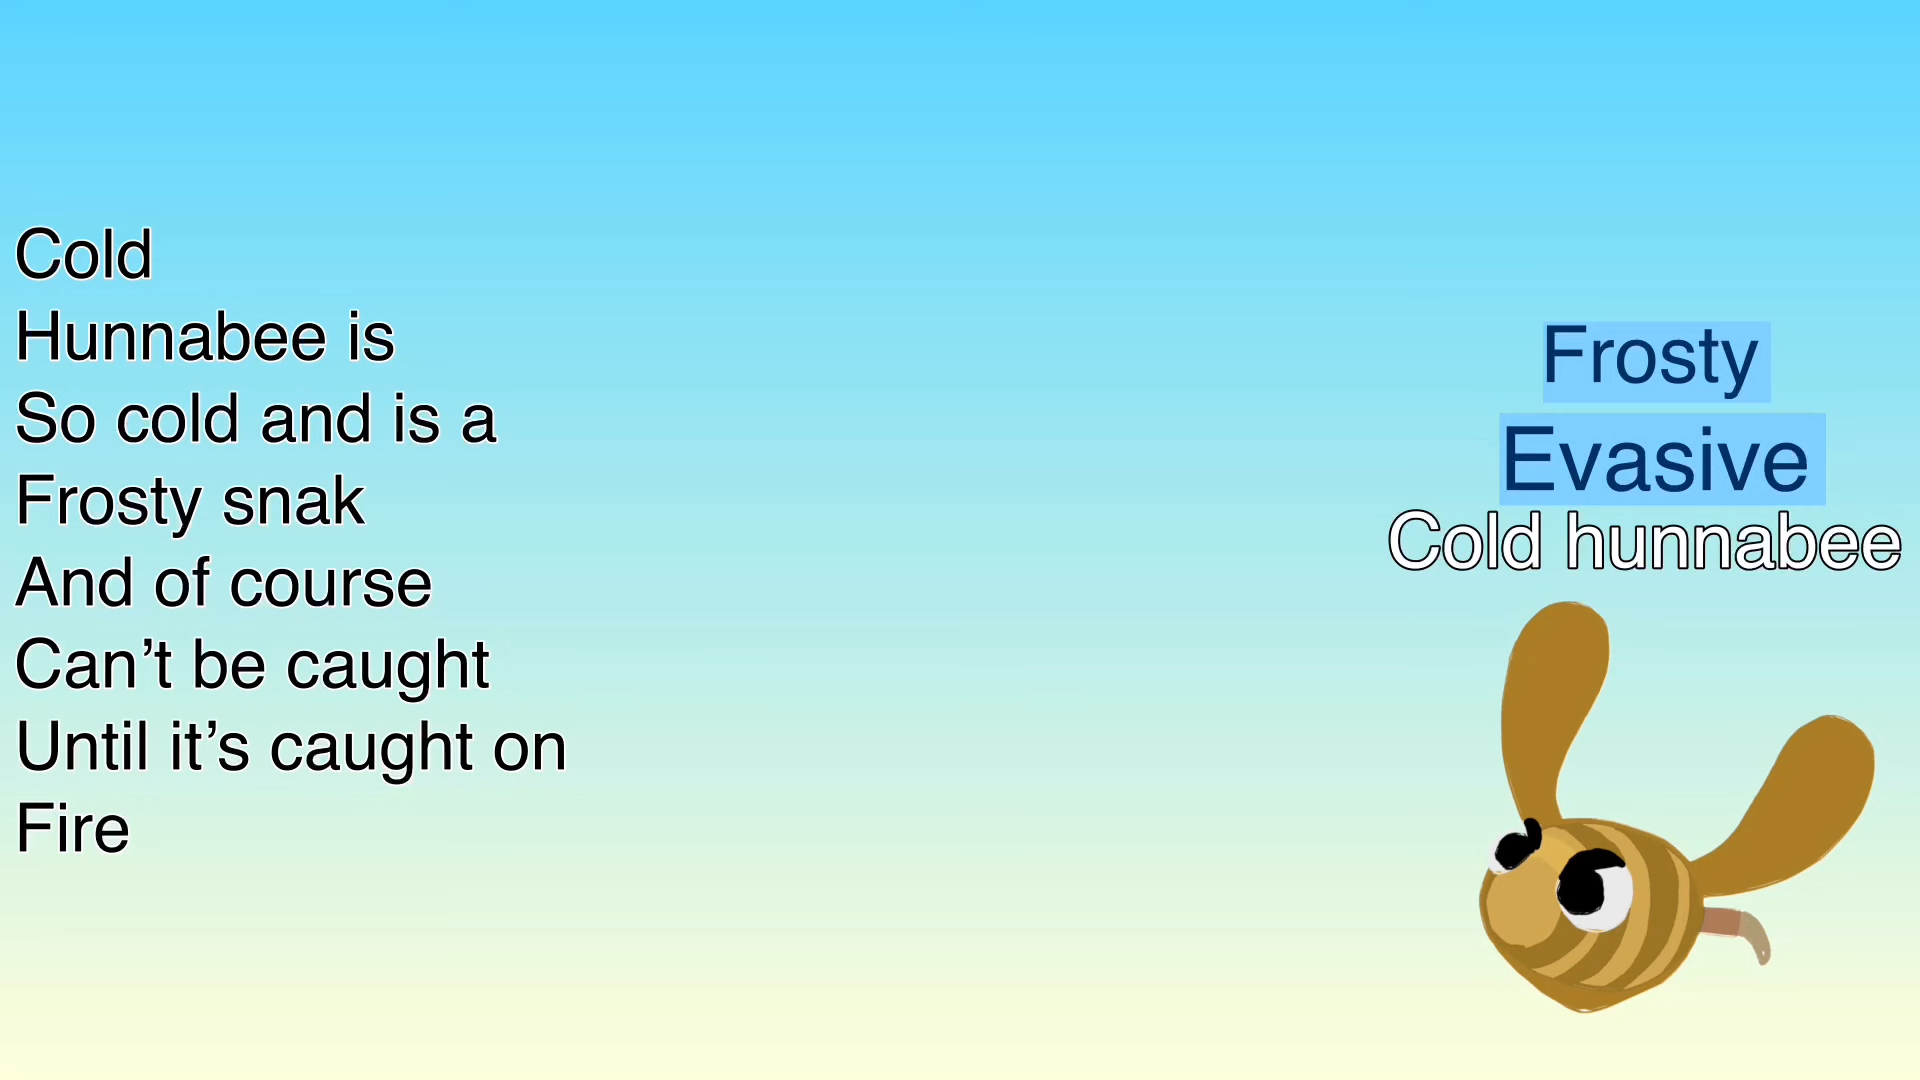 Cold
Hunnabee is
So cold and is a
Frosty snak
And of course
Can’t be caught
Until it’s caught on
Fire
Frosty
Evasive
Cold hunnabee